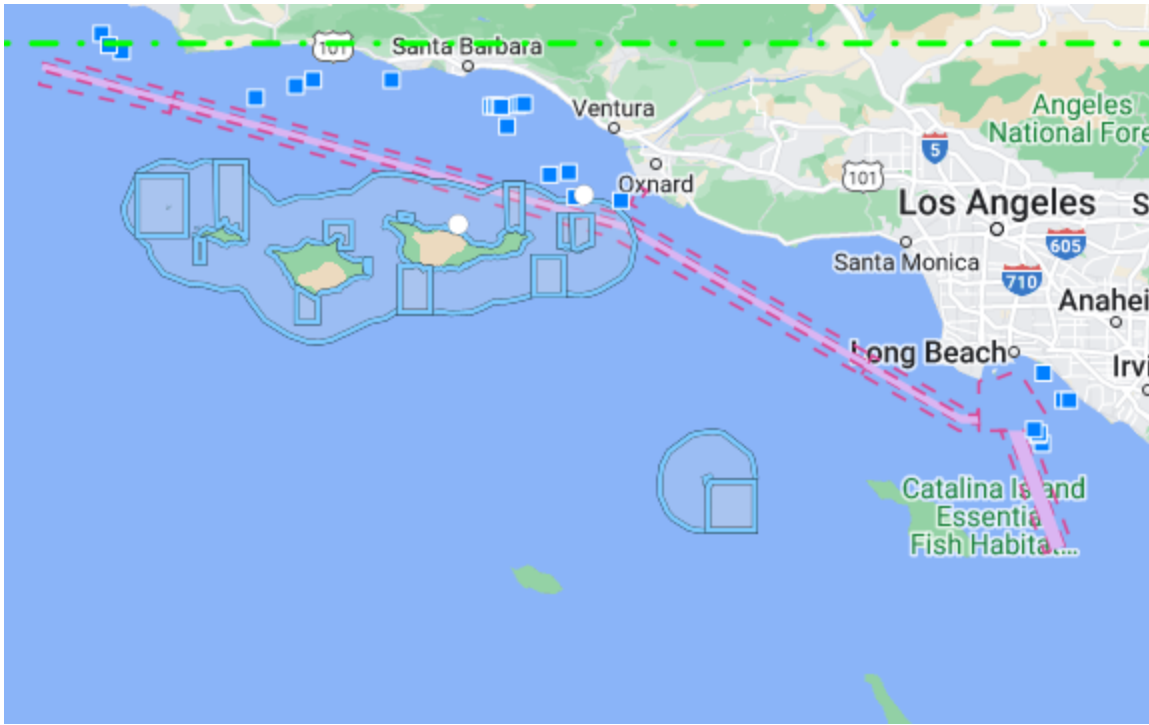 101
Santa Barbara
Ventura
Angeles
National Fore
5
Oxnard
101
Los Angeles
S
605
Santa Monica
710
Anahei
Long Beach
Irvi
Catalina Island
Essentia
Fish Habitat...